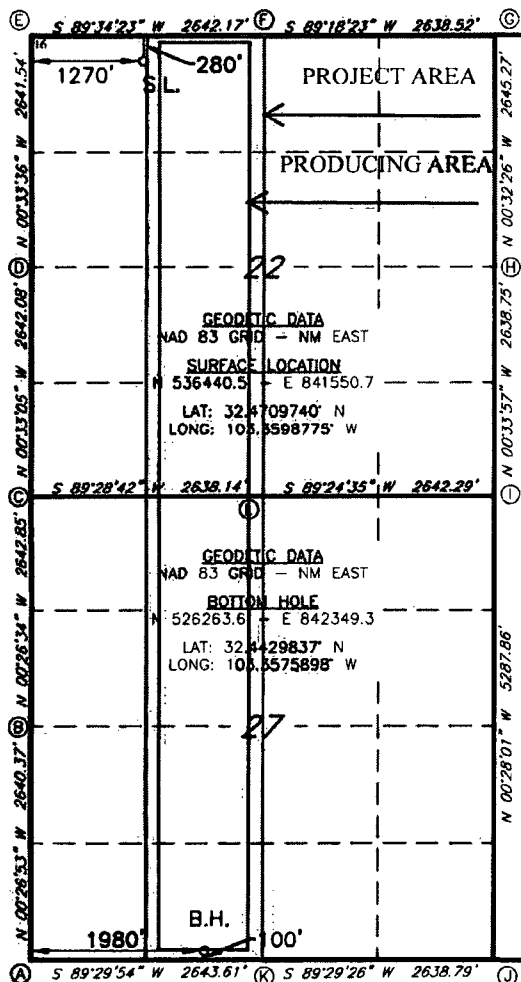 E S 89°34'23" W 2642.17' F S 89°18'23" W 2638.52' G
16
1270'
280'
S.L.
PROJECT AREA
PRODUCING AREA
N 00°33'36" W 2641.54'
N 00°32'26" W 2645.27'
D
22
H
GEODETIC DATA
NAD 83 GRID – NM EAST
SURFACE LOCATION
N 536440.5 – E 841550.7
LAT: 32.4709740° N
LONG: 103.3598775° W
N 00°33'05" W 2642.08'
N 00°33'57" W 2638.75'
C S 89°28'42" W 2638.14' S 89°24'35" W 2642.29' I
GEODETIC DATA
NAD 83 GRID – NM EAST
BOTTOM HOLE
N 526263.6 – E 842349.3
LAT: 32.4429837° N
LONG: 103.3575898° W
N 00°26'34" W 2642.85'
N 00°28'01" W 5287.86'
B
27
N 00°26'53" W 2640.37'
B.H.
1980'
100'
A S 89°29'54" W 2643.61' K S 89°29'26" W 2638.79' J